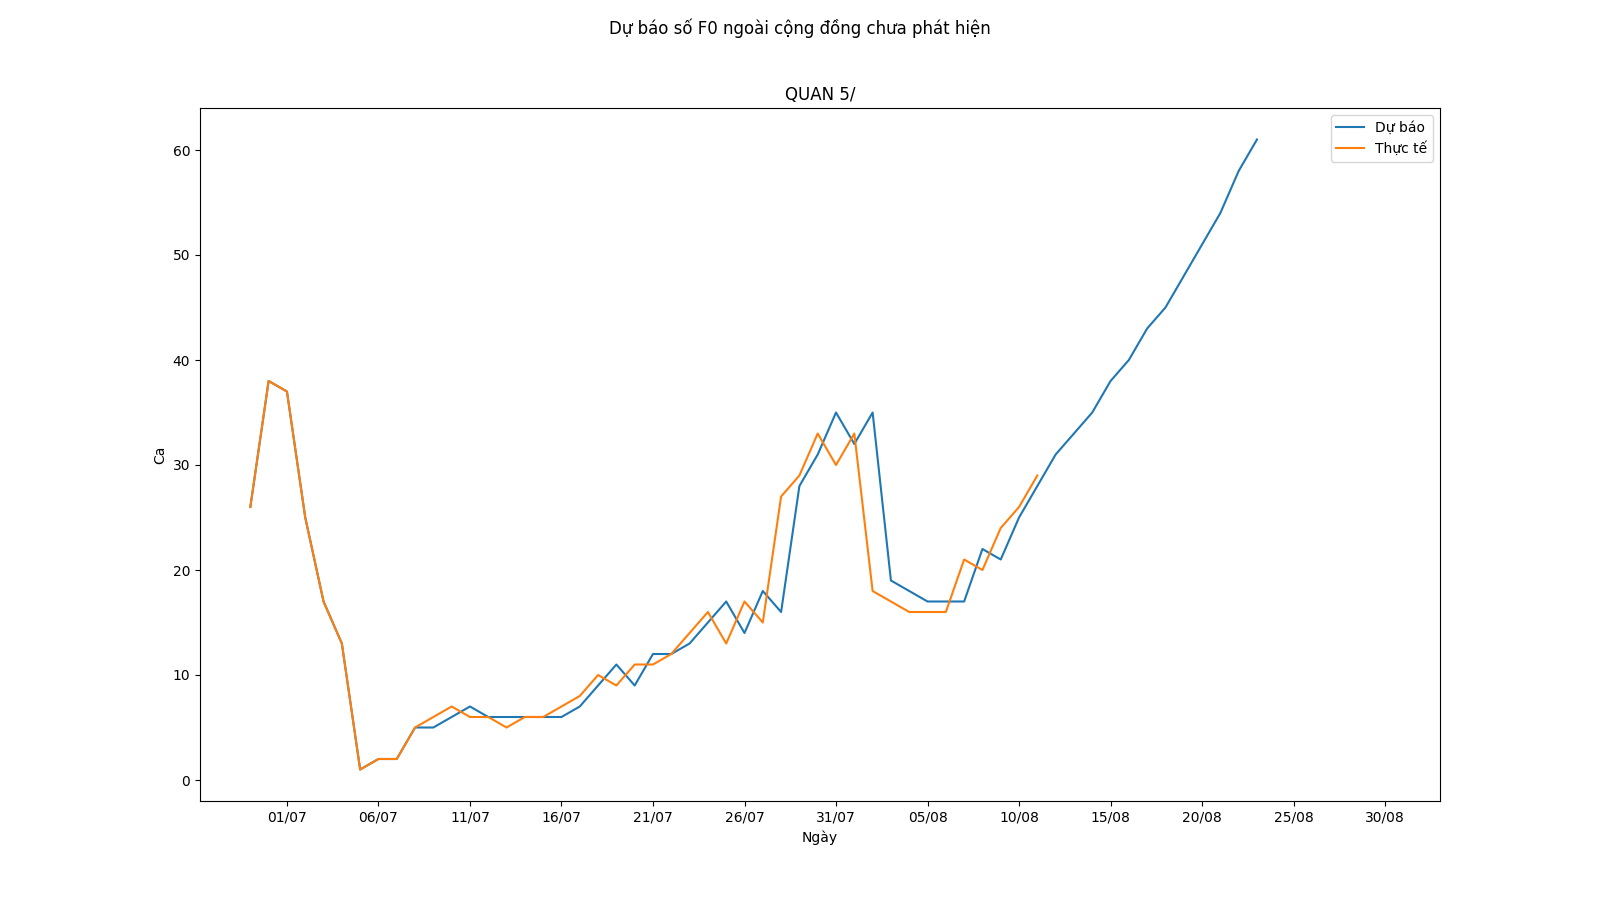 Dự báo số F0 ngoài cộng đồng chưa phát hiện
QUAN 5/
Dự báo
Thực tế
60
50
40
30
20
10
0
Ca
01/07 06/07 11/07 16/07 21/07 26/07 31/07 05/08 10/08 15/08 20/08 25/08 30/08
Ngày